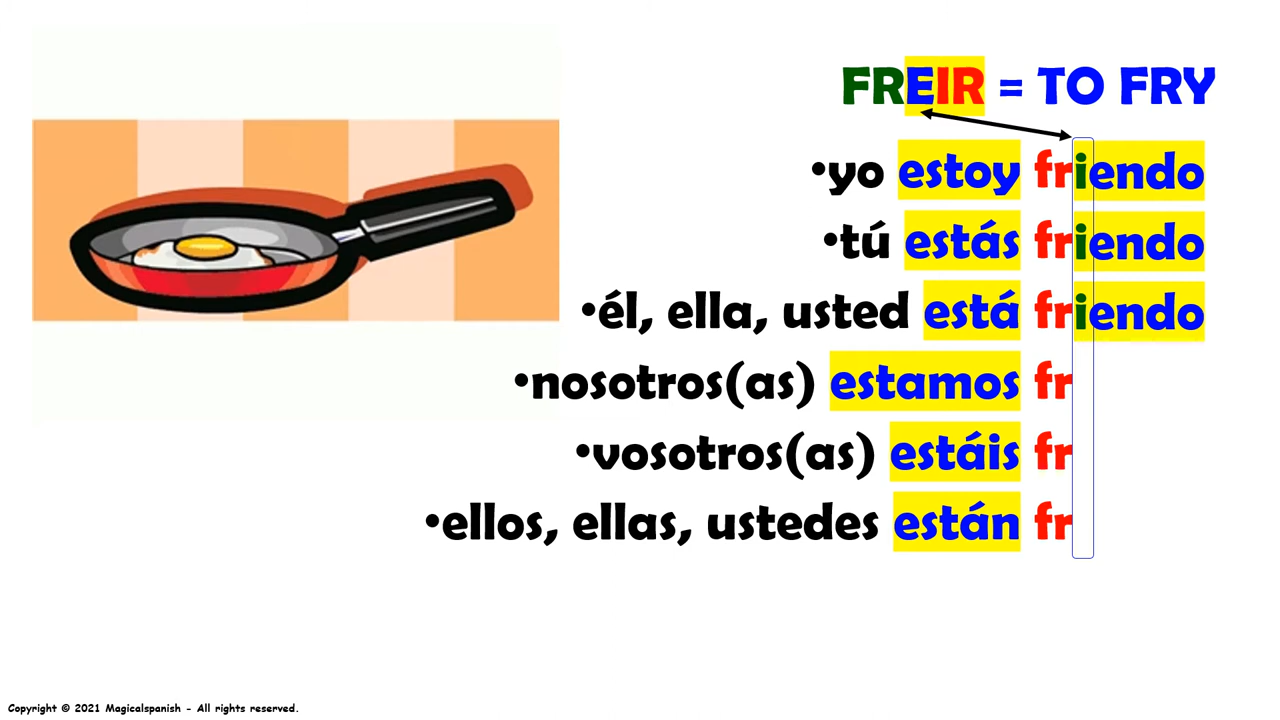 FREIR = TO FRY
•yo estoy friendo
•tú estás friendo
•él, ella, usted está friendo
•nosotros(as) estamos fr
•vosotros(as) estáis fr
•ellos, ellas, ustedes están fr
Copyright © 2021 Magicalspanish - All rights reserved.